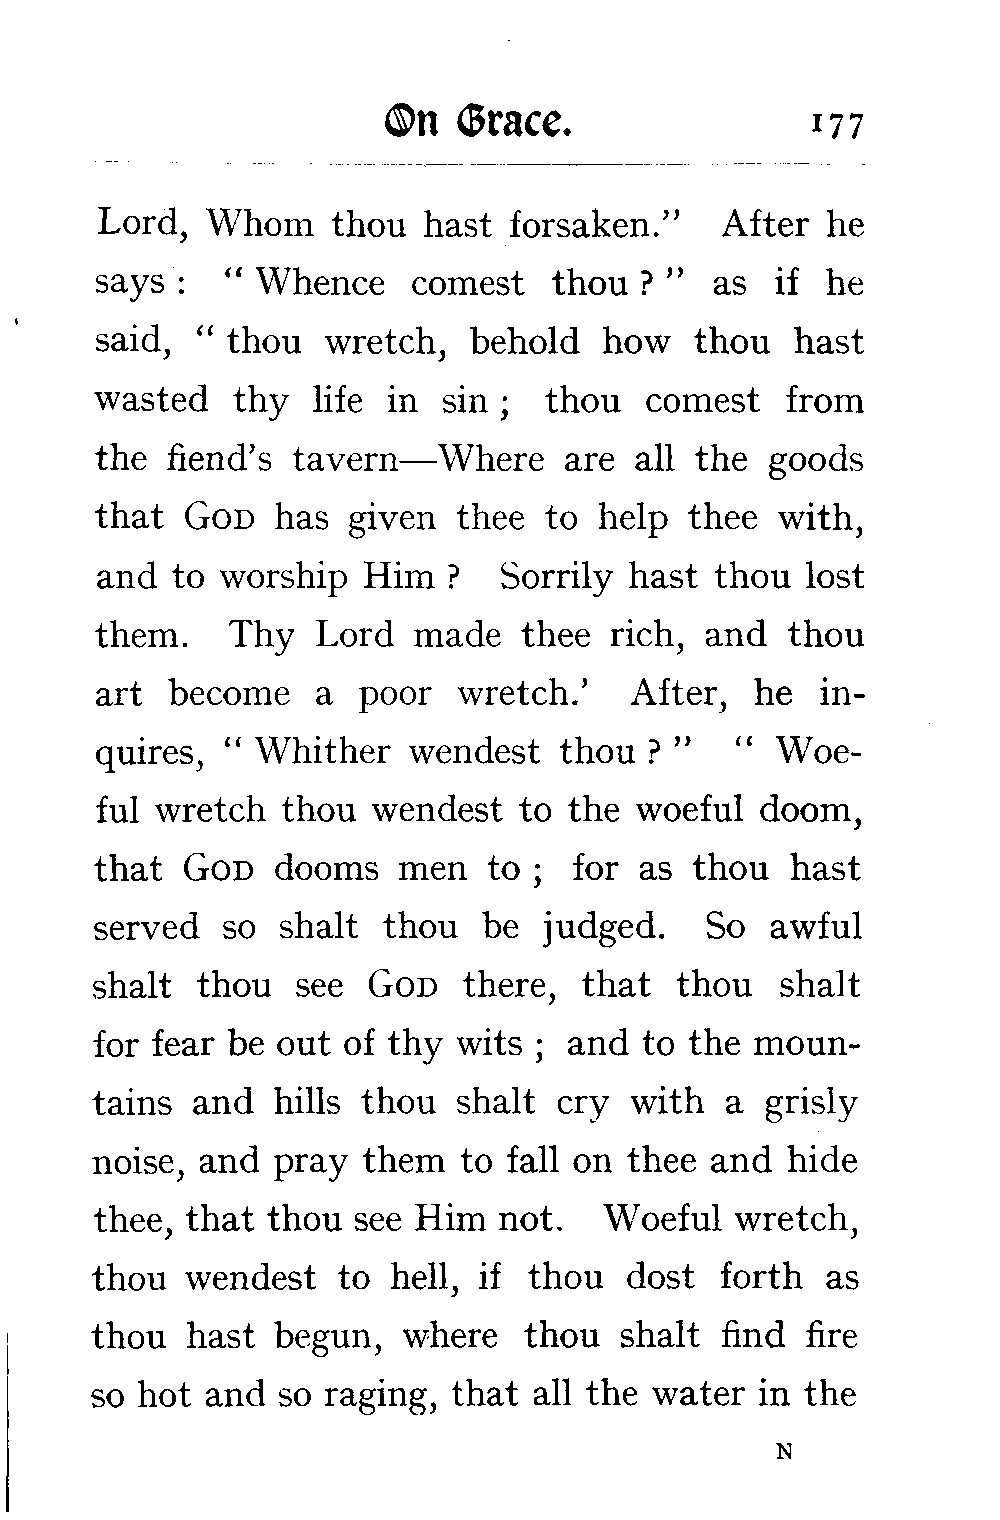 On Grace. 177
Lord, Whom thou hast forsaken.” After he
says : “ Whence comest thou ? ” as if he
said, “ thou wretch, behold how thou hast
wasted thy life in sin ; thou comest from
the fiend's tavern—Where are all the goods
that GOD has given thee to help thee with,
and to worship Him ? Sorrily hast thou lost
them. Thy Lord made thee rich, and thou
art become a poor wretch.’ After, he in-
quires, “ Whither wendest thou ? ” “ Woe-
ful wretch thou wendest to the woeful doom,
that GOD dooms men to ; for as thou hast
served so shalt thou be judged. So awful
shalt thou see GOD there, that thou shalt
for fear be out of thy wits ; and to the moun-
tains and hills thou shalt cry with a grisly
noise, and pray them to fall on thee and hide
thee, that thou see Him not. Woeful wretch,
thou wendest to hell, if thou dost forth as
thou hast begun, where thou shalt find fire
so hot and so raging, that all the water in the
N